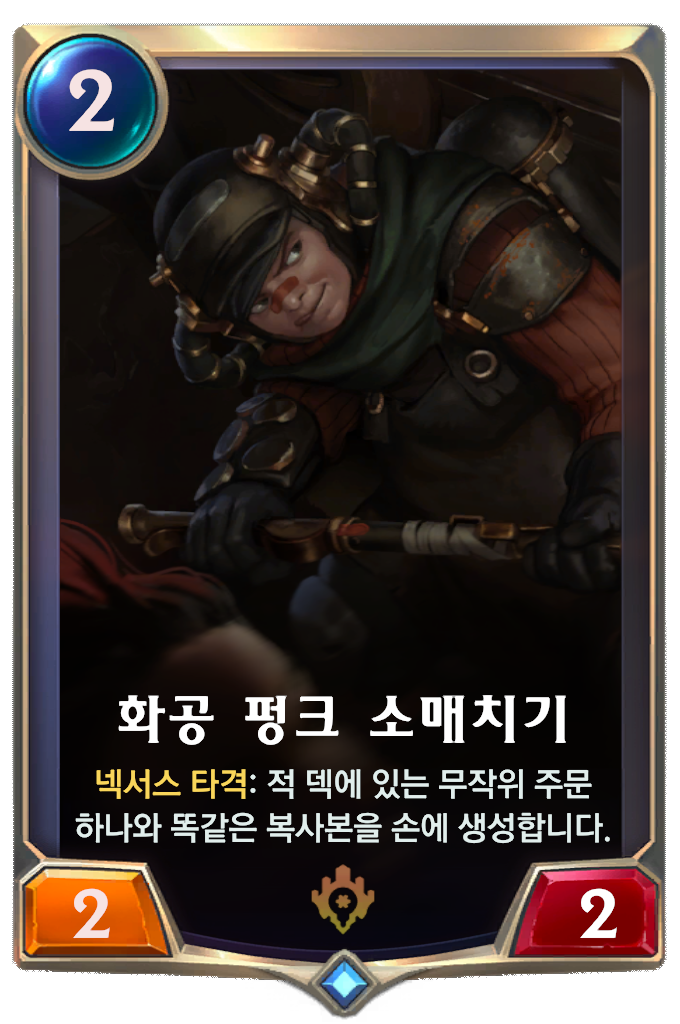 2
화공 펑크 소매치기
넥서스 타격: 적 덱에 있는 무작위 주문
하나와 똑같은 복사본을 손에 생성합니다.
2
2